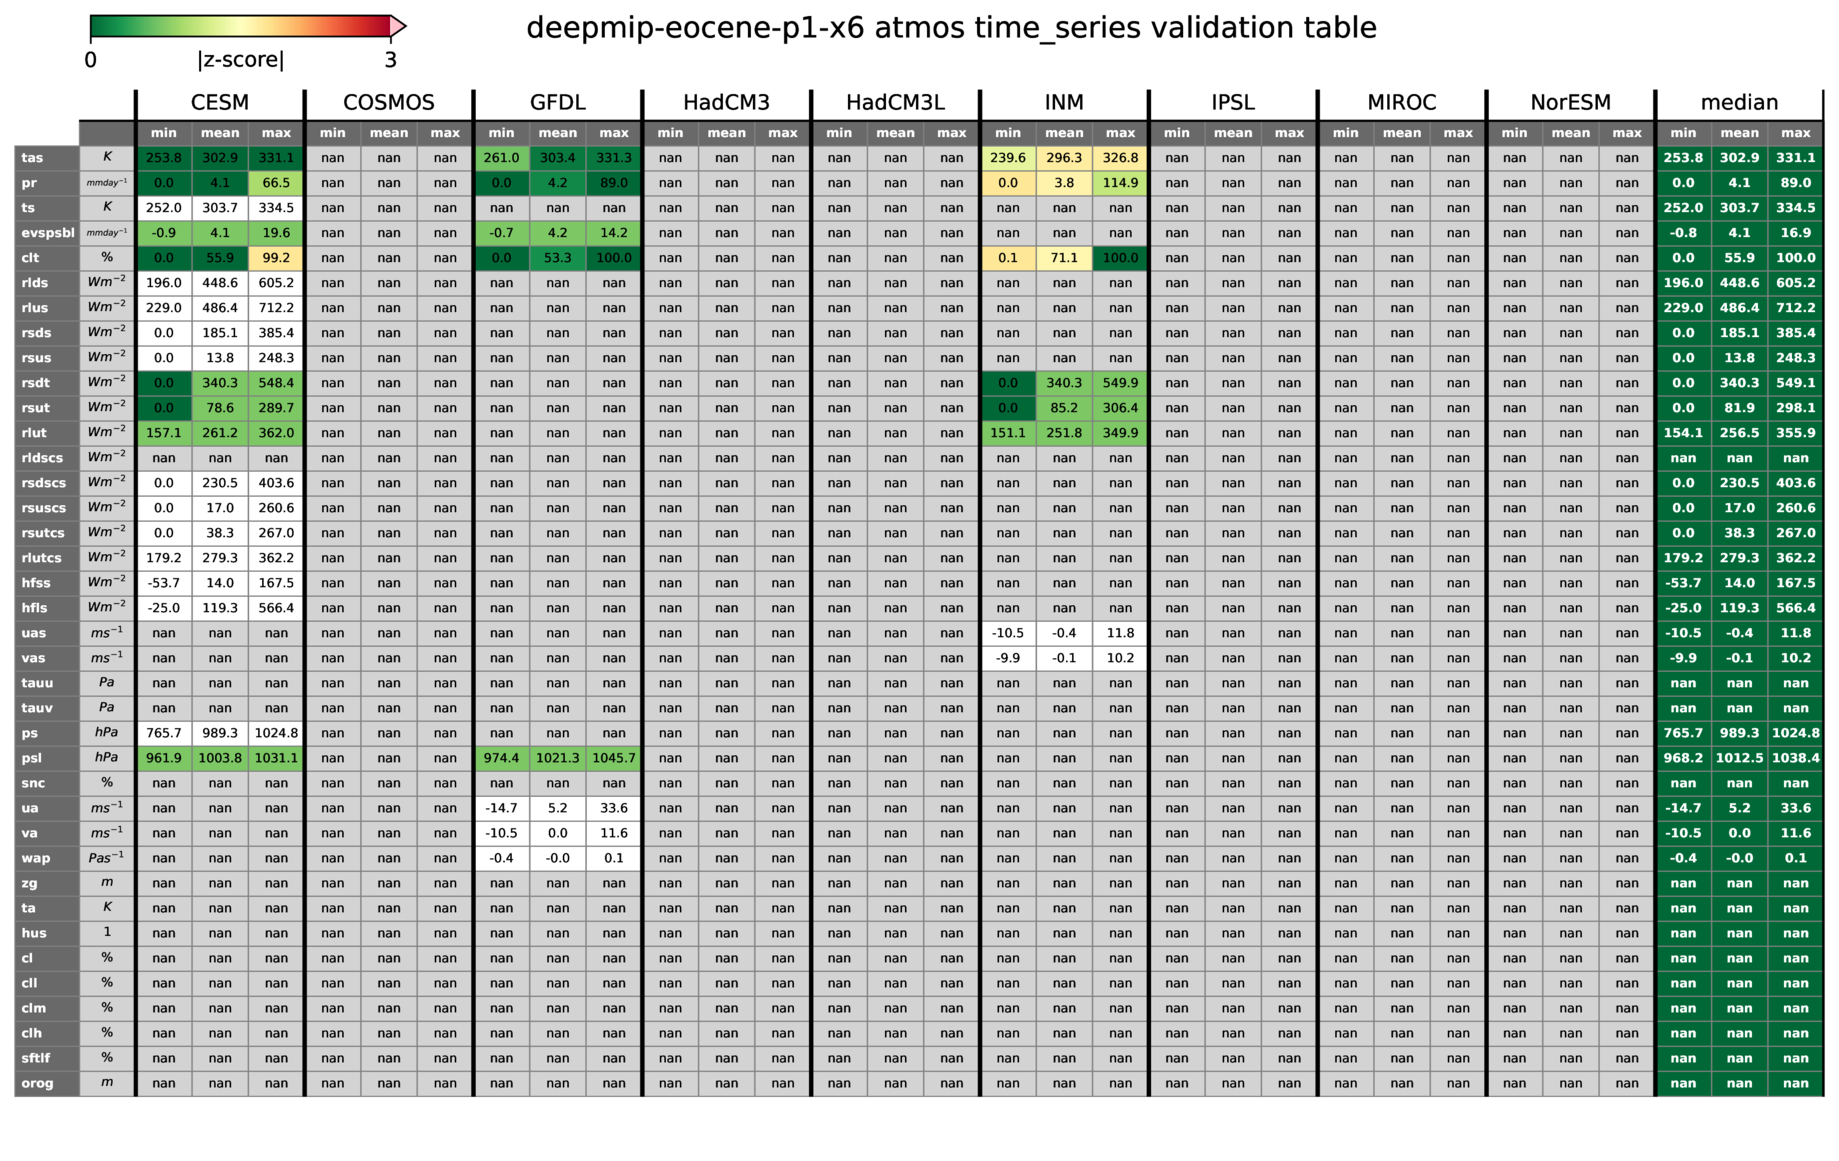 deepmip-eocene-p1-x6 atmos time_series validation table
0 |z-score| 3
CESM COSMOS GFDL HadCM3 HadCM3L INM IPSL MIROC NorESM median
min mean max min mean max min mean max min mean max min mean max min mean max min mean max min mean max min mean max min mean max
tas K 253.8 302.9 331.1 nan nan nan 261.0 303.4 331.3 nan nan nan nan nan nan 239.6 296.3 326.8 nan nan nan nan nan nan nan nan nan 253.8 302.9 331.1
pr mmday−1 0.0 4.1 66.5 nan nan nan 0.0 4.2 89.0 nan nan nan nan nan nan 0.0 3.8 114.9 nan nan nan nan nan nan nan nan nan 0.0 4.1 89.0
ts K 252.0 303.7 334.5 nan nan nan nan nan nan nan nan nan nan nan nan nan nan nan nan nan nan nan nan nan nan nan nan 252.0 303.7 334.5
evspsbl mmday−1 -0.9 4.1 19.6 nan nan nan -0.7 4.2 14.2 nan nan nan nan nan nan nan nan nan nan nan nan nan nan nan nan nan nan -0.8 4.1 16.9
clt % 0.0 55.9 99.2 nan nan nan 0.0 53.3 100.0 nan nan nan nan nan nan 0.1 71.1 100.0 nan nan nan nan nan nan nan nan nan 0.0 55.9 100.0
rlds Wm−2 196.0 448.6 605.2 nan nan nan nan nan nan nan nan nan nan nan nan nan nan nan nan nan nan nan nan nan nan nan nan 196.0 448.6 605.2
rlus Wm−2 229.0 486.4 712.2 nan nan nan nan nan nan nan nan nan nan nan nan nan nan nan nan nan nan nan nan nan nan nan nan 229.0 486.4 712.2
rsds Wm−2 0.0 185.1 385.4 nan nan nan nan nan nan nan nan nan nan nan nan nan nan nan nan nan nan nan nan nan nan nan nan 0.0 185.1 385.4
rsus Wm−2 0.0 13.8 248.3 nan nan nan nan nan nan nan nan nan nan nan nan nan nan nan nan nan nan nan nan nan nan nan nan 0.0 13.8 248.3
rsdt Wm−2 0.0 340.3 548.4 nan nan nan nan nan nan nan nan nan nan nan nan 0.0 340.3 549.9 nan nan nan nan nan nan nan nan nan 0.0 340.3 549.1
rsut Wm−2 0.0 78.6 289.7 nan nan nan nan nan nan nan nan nan nan nan nan 0.0 85.2 306.4 nan nan nan nan nan nan nan nan nan 0.0 81.9 298.1
rlut Wm−2 157.1 261.2 362.0 nan nan nan nan nan nan nan nan nan nan nan nan 151.1 251.8 349.9 nan nan nan nan nan nan nan nan nan 154.1 256.5 355.9
rldscs Wm−2 nan nan nan nan nan nan nan nan nan nan nan nan nan nan nan nan nan nan nan nan nan nan nan nan nan nan nan nan nan nan
rsdscs Wm−2 0.0 230.5 403.6 nan nan nan nan nan nan nan nan nan nan nan nan nan nan nan nan nan nan nan nan nan nan nan nan 0.0 230.5 403.6
rsuscs Wm−2 0.0 17.0 260.6 nan nan nan nan nan nan nan nan nan nan nan nan nan nan nan nan nan nan nan nan nan nan nan nan 0.0 17.0 260.6
rsutcs Wm−2 0.0 38.3 267.0 nan nan nan nan nan nan nan nan nan nan nan nan nan nan nan nan nan nan nan nan nan nan nan nan 0.0 38.3 267.0
rlutcs Wm−2 179.2 279.3 362.2 nan nan nan nan nan nan nan nan nan nan nan nan nan nan nan nan nan nan nan nan nan nan nan nan 179.2 279.3 362.2
hfss Wm−2 -53.7 14.0 167.5 nan nan nan nan nan nan nan nan nan nan nan nan nan nan nan nan nan nan nan nan nan nan nan nan -53.7 14.0 167.5
hfls Wm−2 -25.0 119.3 566.4 nan nan nan nan nan nan nan nan nan nan nan nan nan nan nan nan nan nan nan nan nan nan nan nan -25.0 119.3 566.4
uas ms−1 nan nan nan nan nan nan nan nan nan nan nan nan nan nan nan -10.5 -0.4 11.8 nan nan nan nan nan nan nan nan nan -10.5 -0.4 11.8
vas ms−1 nan nan nan nan nan nan nan nan nan nan nan nan nan nan nan -9.9 -0.1 10.2 nan nan nan nan nan nan nan nan nan -9.9 -0.1 10.2
tauu Pa nan nan nan nan nan nan nan nan nan nan nan nan nan nan nan nan nan nan nan nan nan nan nan nan nan nan nan nan nan nan
tauv Pa nan nan nan nan nan nan nan nan nan nan nan nan nan nan nan nan nan nan nan nan nan nan nan nan nan nan nan nan nan nan
ps hPa 765.7 989.3 1024.8 nan nan nan nan nan nan nan nan nan nan nan nan nan nan nan nan nan nan nan nan nan nan nan nan 765.7 989.3 1024.8
psl hPa 961.9 1003.8 1031.1 nan nan nan 974.4 1021.3 1045.7 nan nan nan nan nan nan nan nan nan nan nan nan nan nan nan nan nan nan 968.2 1012.5 1038.4
snc % nan nan nan nan nan nan nan nan nan nan nan nan nan nan nan nan nan nan nan nan nan nan nan nan nan nan nan nan nan nan
ua ms−1 nan nan nan nan nan nan -14.7 5.2 33.6 nan nan nan nan nan nan nan nan nan nan nan nan nan nan nan nan nan nan -14.7 5.2 33.6
va ms−1 nan nan nan nan nan nan -10.5 0.0 11.6 nan nan nan nan nan nan nan nan nan nan nan nan nan nan nan nan nan nan -10.5 0.0 11.6
wap Pas−1 nan nan nan nan nan nan -0.4 -0.0 0.1 nan nan nan nan nan nan nan nan nan nan nan nan nan nan nan nan nan nan -0.4 -0.0 0.1
zg m nan nan nan nan nan nan nan nan nan nan nan nan nan nan nan nan nan nan nan nan nan nan nan nan nan nan nan nan nan nan
ta K nan nan nan nan nan nan nan nan nan nan nan nan nan nan nan nan nan nan nan nan nan nan nan nan nan nan nan nan nan nan
hus 1 nan nan nan nan nan nan nan nan nan nan nan nan nan nan nan nan nan nan nan nan nan nan nan nan nan nan nan nan nan nan
cl % nan nan nan nan nan nan nan nan nan nan nan nan nan nan nan nan nan nan nan nan nan nan nan nan nan nan nan nan nan nan
cll % nan nan nan nan nan nan nan nan nan nan nan nan nan nan nan nan nan nan nan nan nan nan nan nan nan nan nan nan nan nan
clm % nan nan nan nan nan nan nan nan nan nan nan nan nan nan nan nan nan nan nan nan nan nan nan nan nan nan nan nan nan nan
clh % nan nan nan nan nan nan nan nan nan nan nan nan nan nan nan nan nan nan nan nan nan nan nan nan nan nan nan nan nan nan
sftlf % nan nan nan nan nan nan nan nan nan nan nan nan nan nan nan nan nan nan nan nan nan nan nan nan nan nan nan nan nan nan
orog m nan nan nan nan nan nan nan nan nan nan nan nan nan nan nan nan nan nan nan nan nan nan nan nan nan nan nan nan nan nan